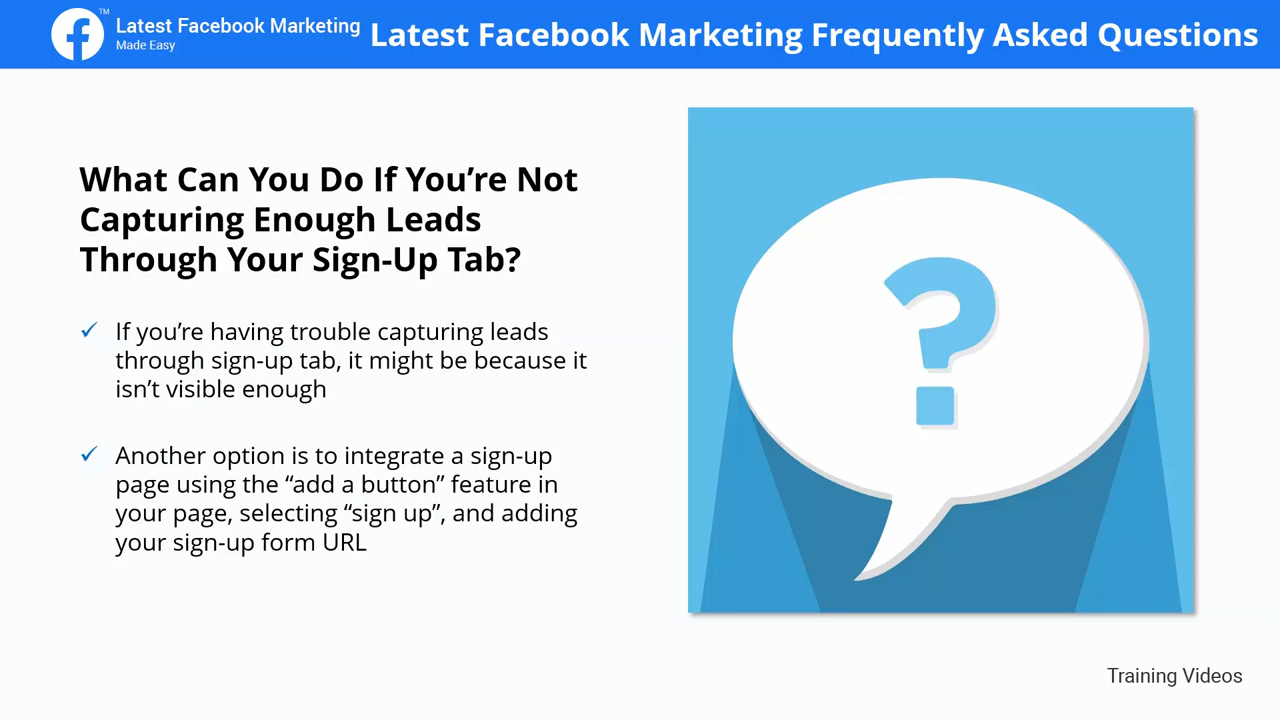 Latest Facebook Marketing
TM
Made Easy
Latest Facebook Marketing Frequently Asked Questions
What Can You Do If You’re Not
Capturing Enough Leads
Through Your Sign-Up Tab?
If you’re having trouble capturing leads
through sign-up tab, it might be because it
isn’t visible enough
Another option is to integrate a sign-up
page using the “add a button” feature in
your page, selecting “sign up”, and adding
your sign-up form URL
?
Training Videos